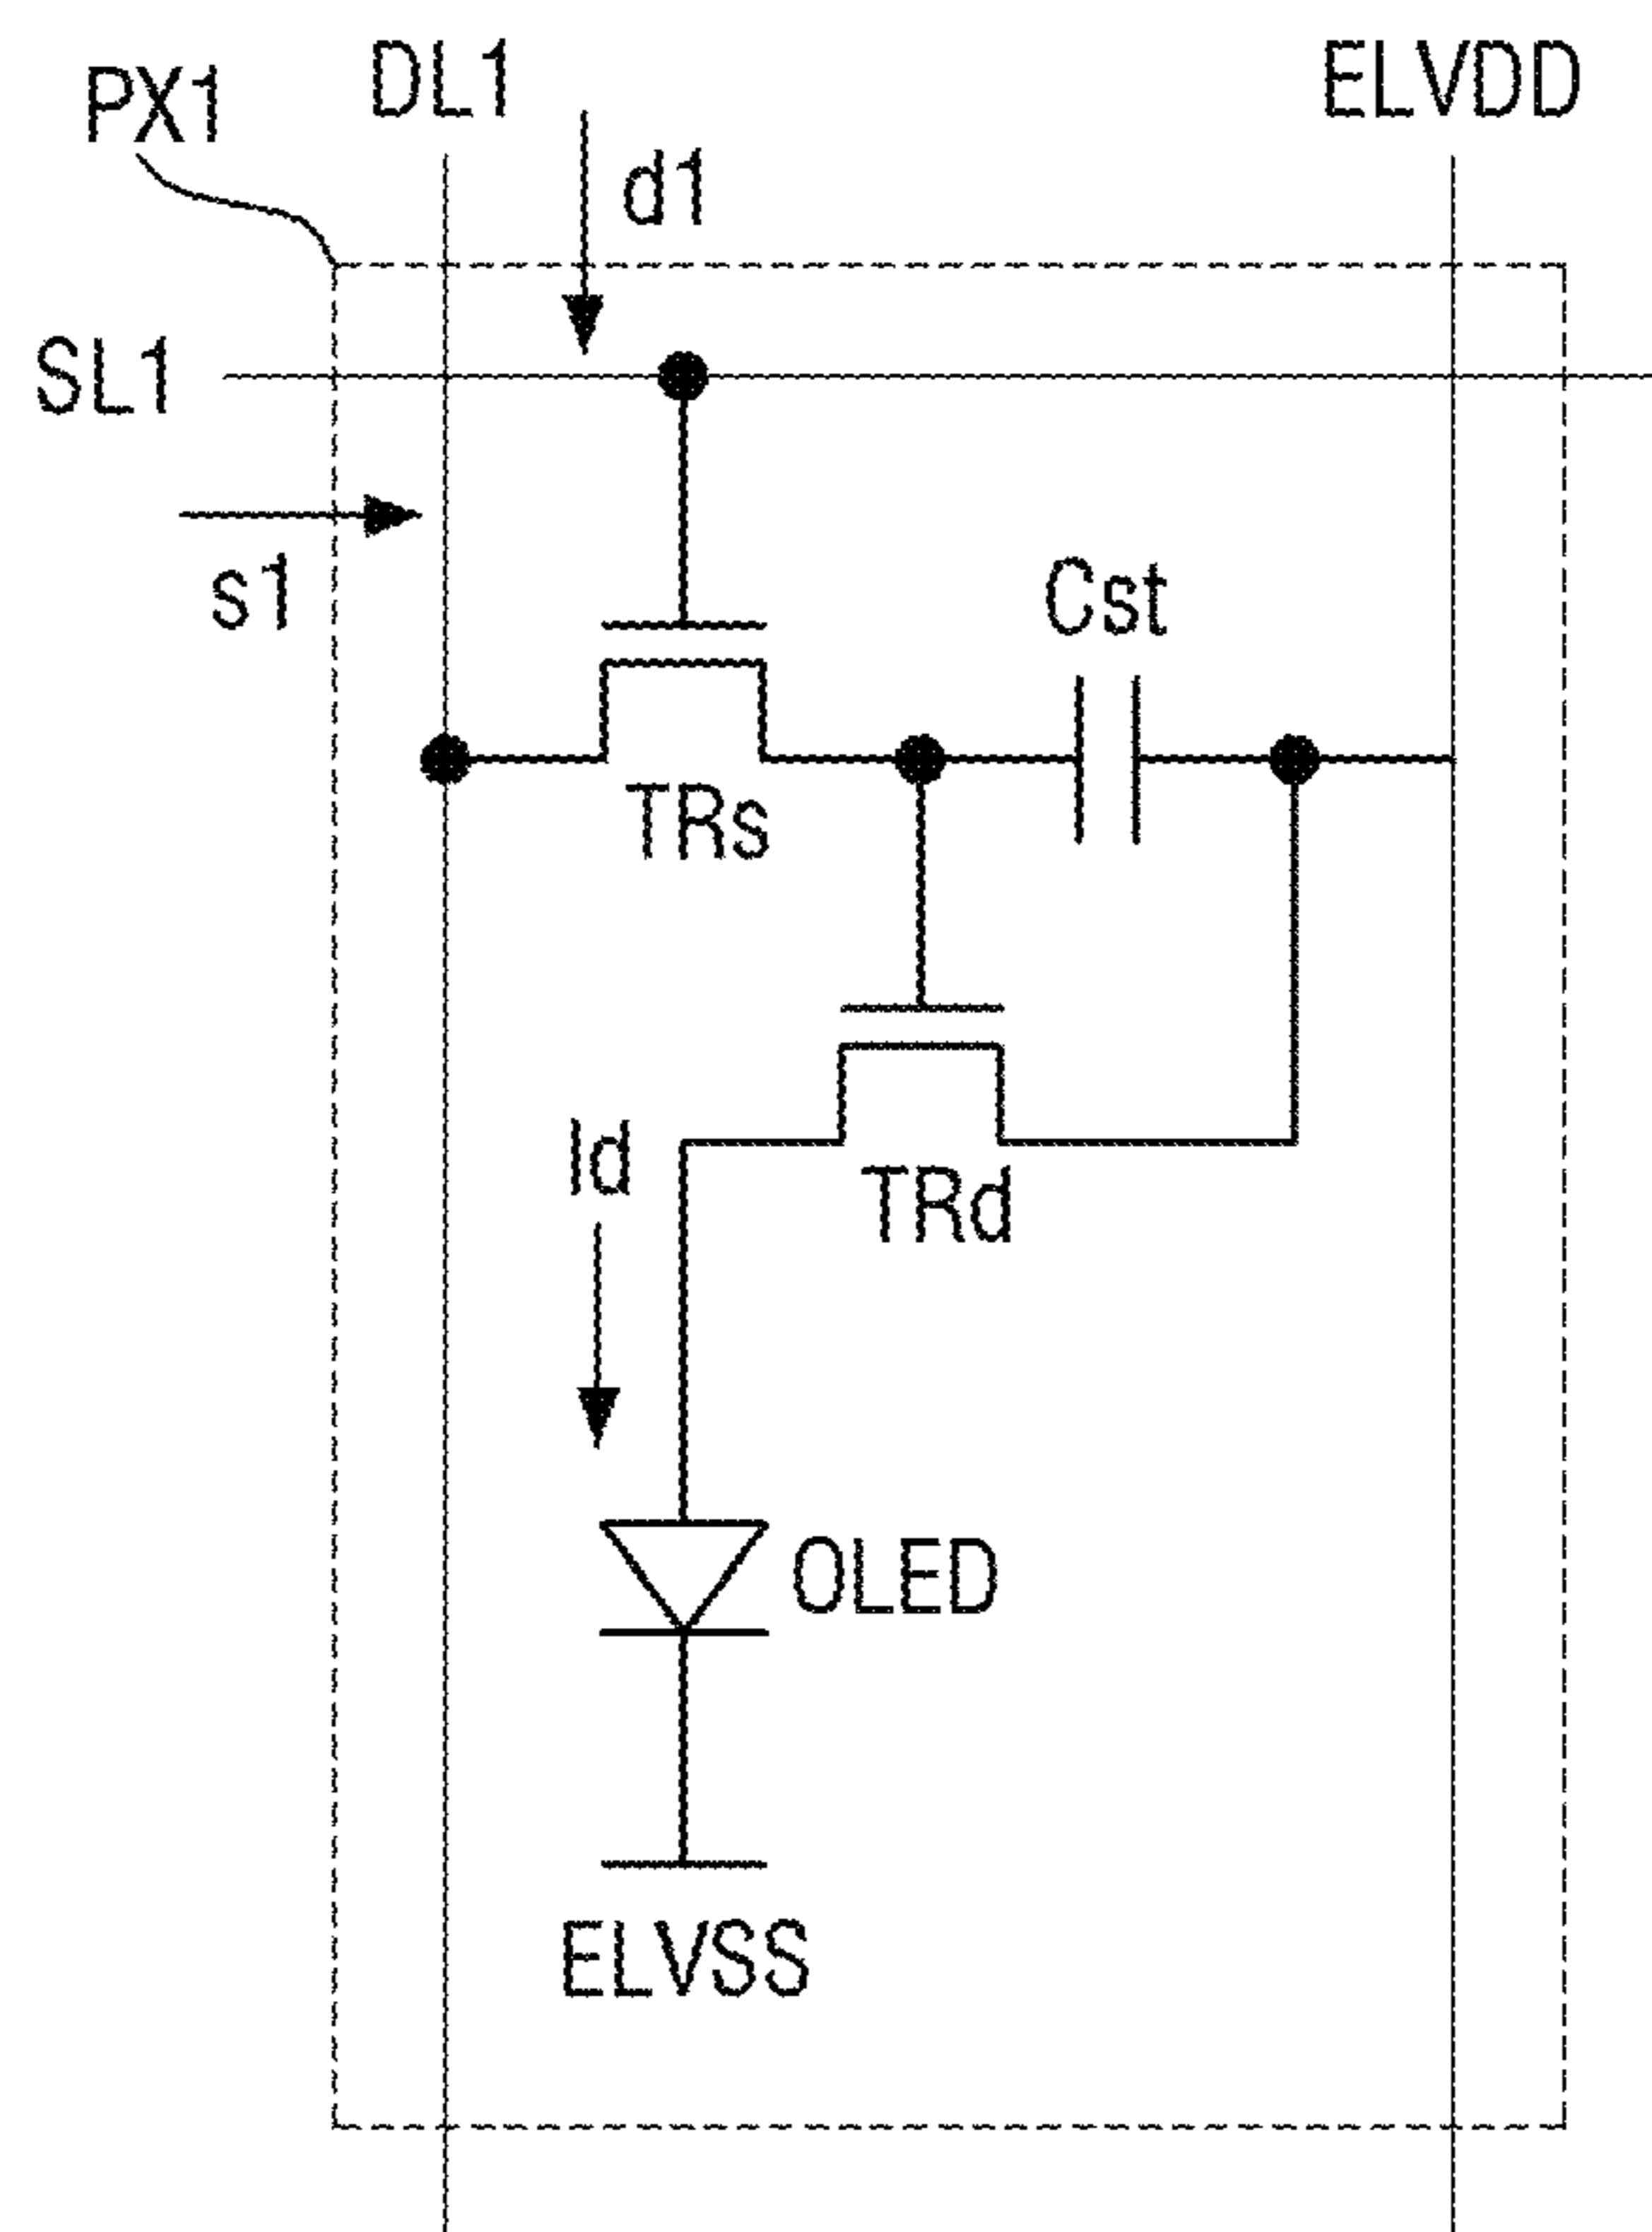 PX1
DL1
d1
ELVDD
SL1
s1
Cst
TRs
Id
TRd
OLED
ELVSS